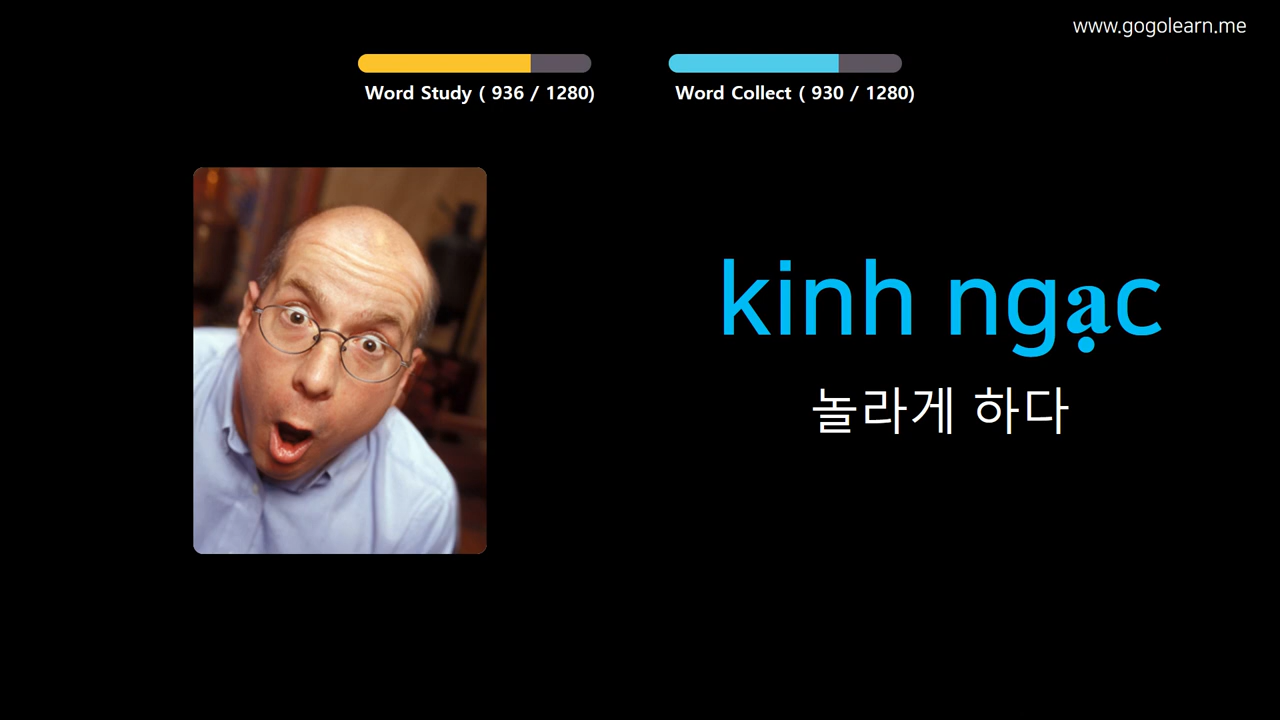 www.gogolearn.me
Word Study ( 936 / 1280)
Word Collect ( 930 / 1280)
kinh ngạc
놀라게 하다